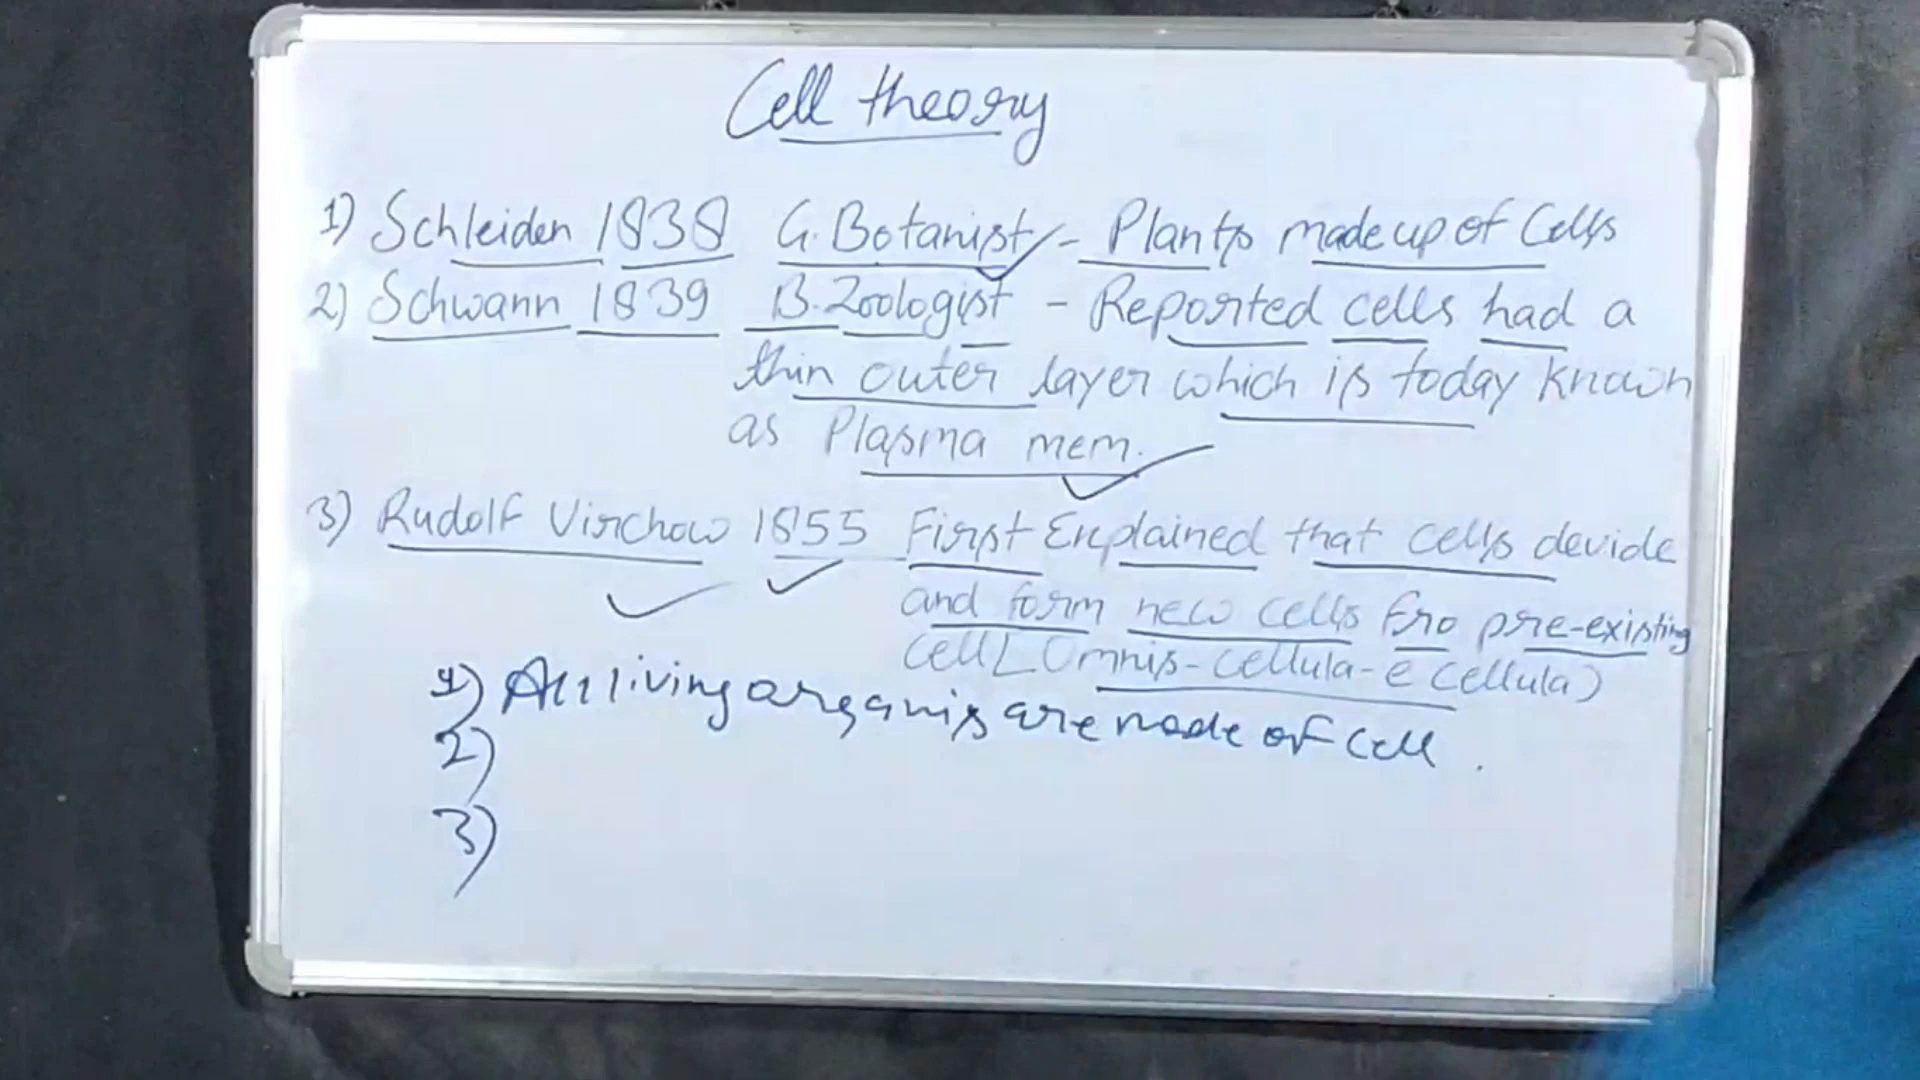 Cell theory
1) Schleiden 1838 G. Botanist - Plants made up of Cells
2) Schwann 1839 B. Zoologist - Reported cells had a
thin outer layer which is today known
as Plasma mem.
3) Rudolf Virchow 1855 First Explained that cells devide
and form new cells fro pre-existing
cell (Omnis-cellula-e cellula)
1) All living organis are made of cell.
2)
3)